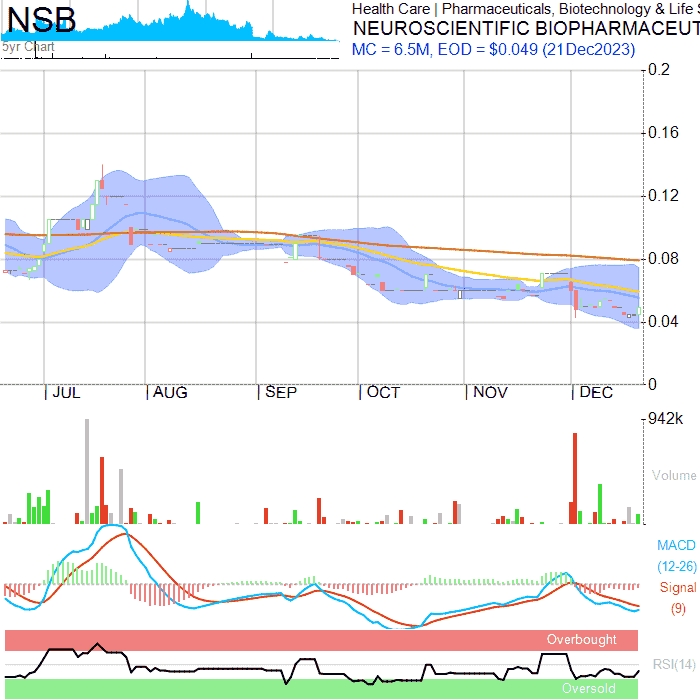 NSB
5yr Chart
Health Care | Pharmaceuticals, Biotechnology & Life S
NEUROSCIENTIFIC BIOPHARMACEUT
MC = 6.5M, EOD = $0.049 (21Dec2023)
0.2
0.16
0.12
0.08
0.04
0
JUL AUG SEP OCT NOV DEC
942k
Volume
MACD
(12-26)
Signal
(9)
Overbought
RSI(14)
Oversold